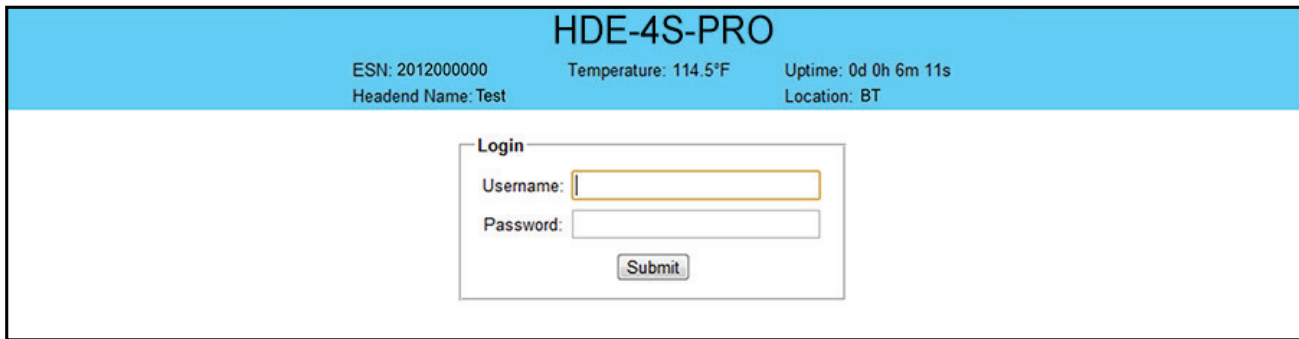 HDE-4S-PRO
ESN: 2012000000 Temperature: 114.5°F Uptime: 0d 0h 6m 11s
Headend Name: Test Location: BT
Login
Username:
Password:
Submit